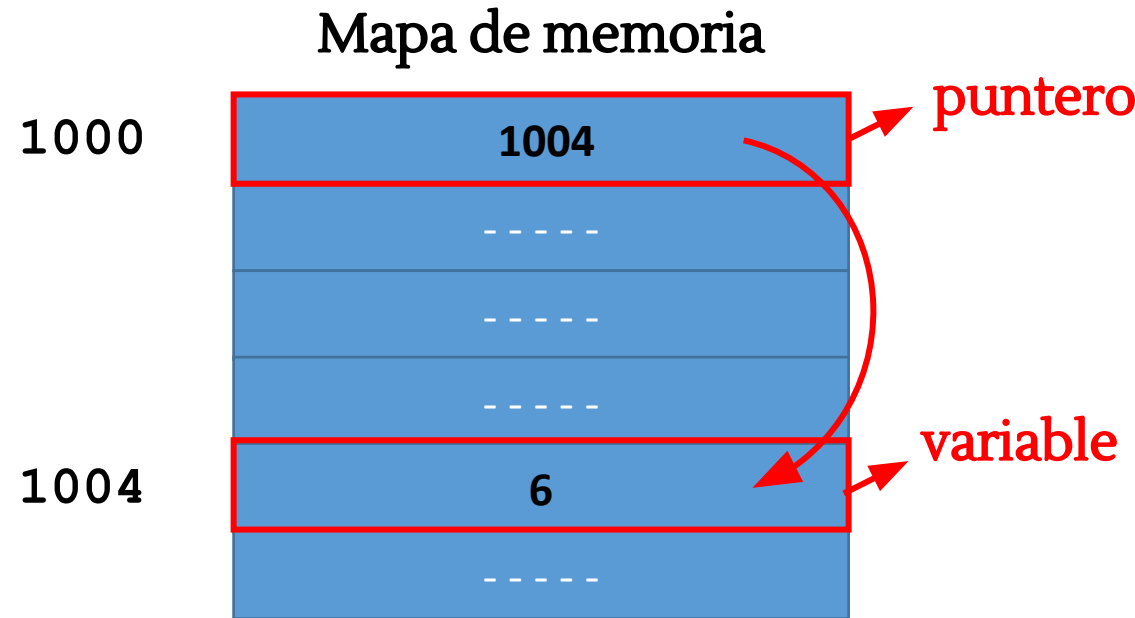 Mapa de memoria
puntero
1000 1004
- - - - -
- - - - -
- - - - -
variable
1004 6
- - - - -